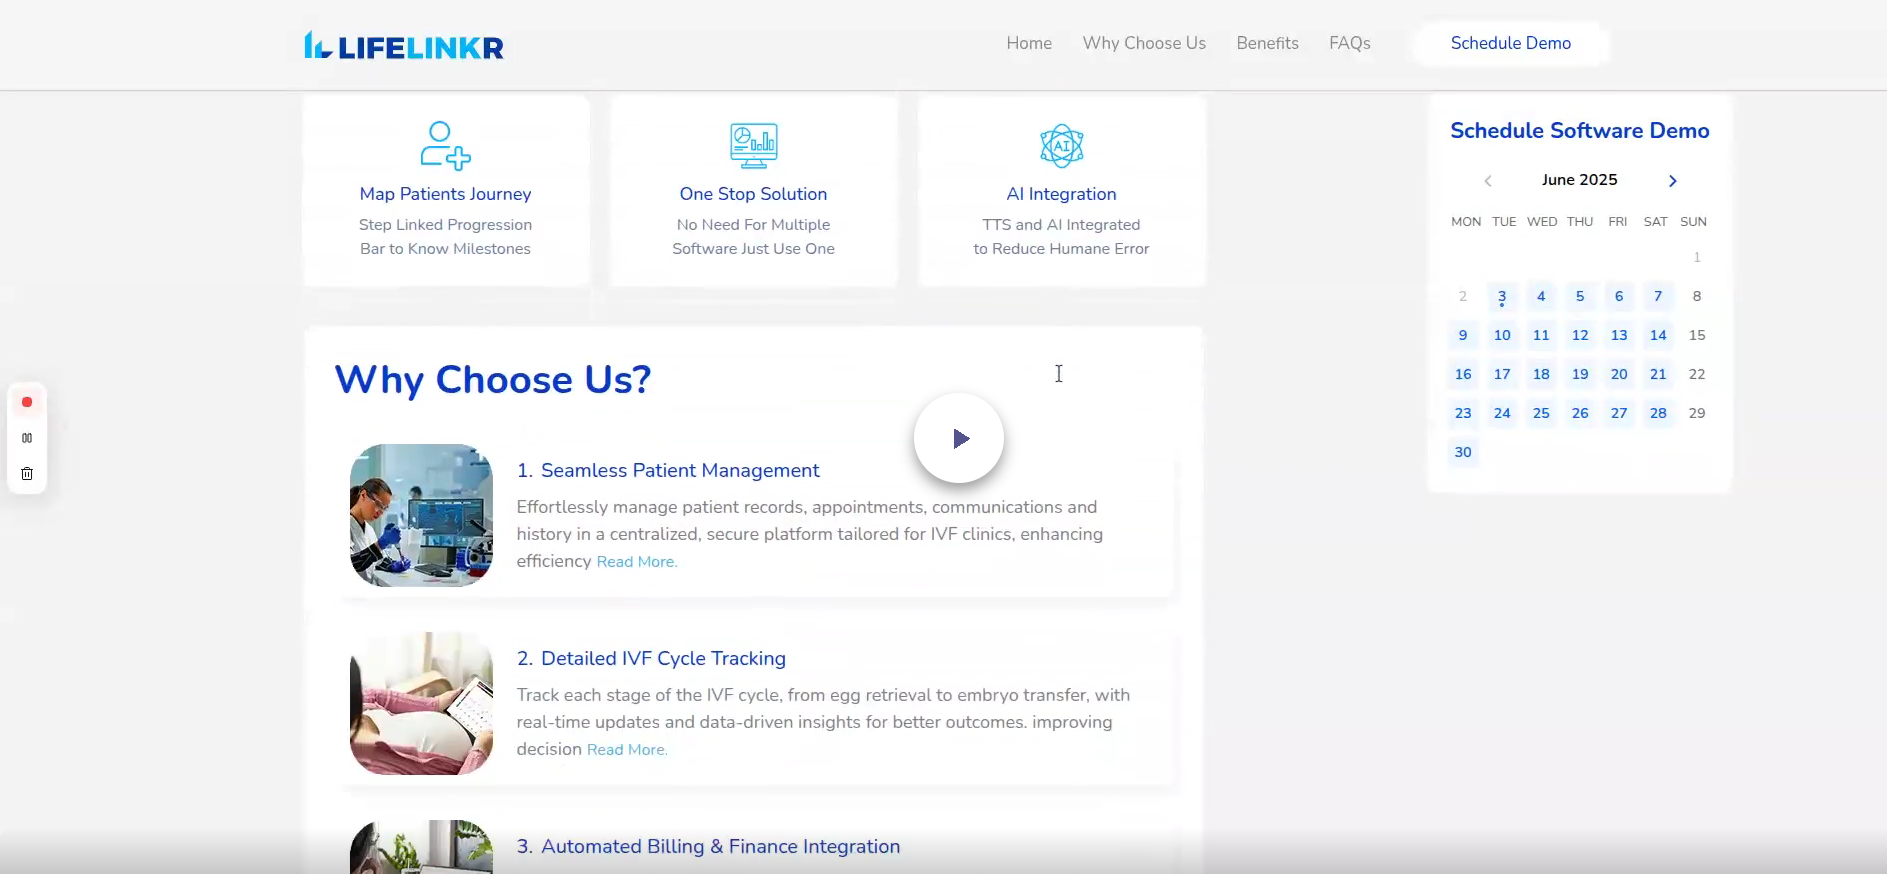 LIFELINKR
Home Why Choose Us Benefits FAQs Schedule Demo
Map Patients Journey
Step Linked Progression
Bar to Know Milestones
One Stop Solution
No Need For Multiple
Software Just Use One
AI
AI Integration
TTS and AI Integrated
to Reduce Humane Error
Schedule Software Demo
June 2025
MON TUE WED THU FRI SAT SUN
1
2 3 4 5 6 7 8
9 10 11 12 13 14 15
16 17 18 19 20 21 22
23 24 25 26 27 28 29
30
Why Choose Us?
1. Seamless Patient Management
Effortlessly manage patient records, appointments, communications and
history in a centralized, secure platform tailored for IVF clinics, enhancing
efficiency Read More.
2. Detailed IVF Cycle Tracking
Track each stage of the IVF cycle, from egg retrieval to embryo transfer, with
real-time updates and data-driven insights for better outcomes. improving
decision Read More.
3. Automated Billing & Finance Integration